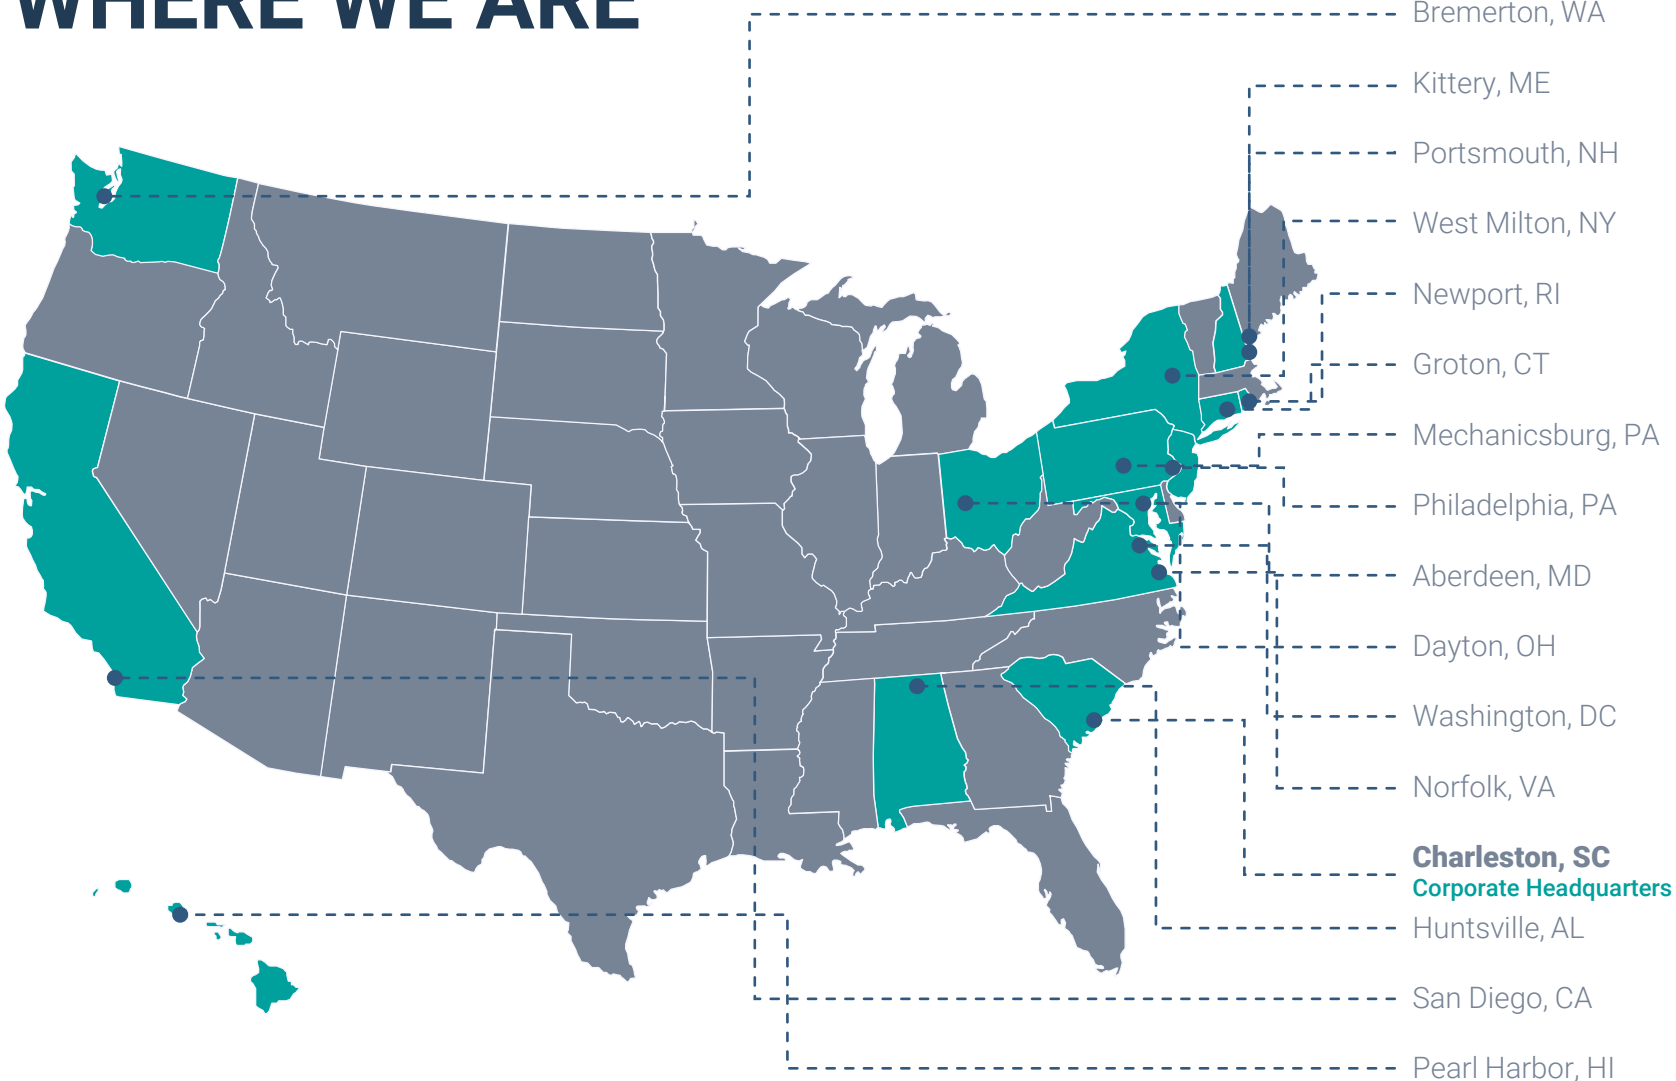 WHERE WE ARE
Bremerton, WA
Kittery, ME
Portsmouth, NH
West Milton, NY
Newport, RI
Groton, CT
Mechanicsburg, PA
Philadelphia, PA
Aberdeen, MD
Dayton, OH
Washington, DC
Norfolk, VA
Charleston, SC
Corporate Headquarters
Huntsville, AL
San Diego, CA
Pearl Harbor, HI